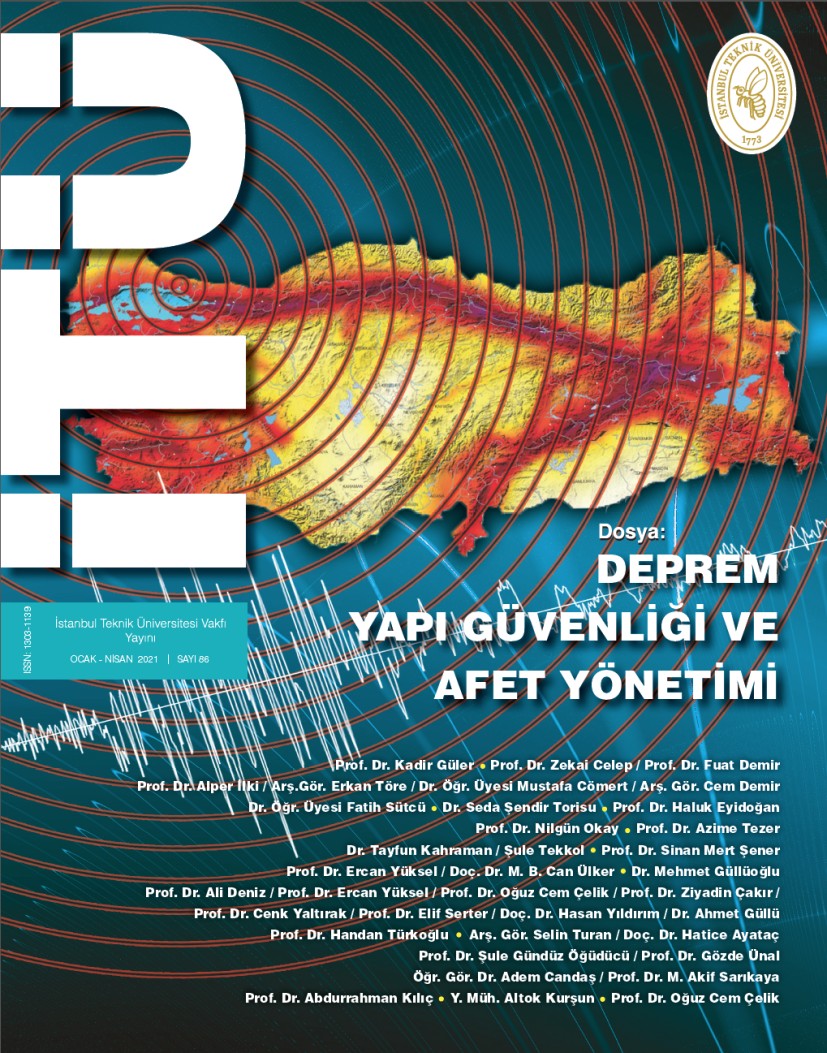 İTÜ
İSTANBUL TEKNİK ÜNİVERSİTESİ
1773
Dosya:
DEPREM
YAPI GÜVENLİĞİ VE
AFET YÖNETİMİ
ISSN: 1303-1139
İstanbul Teknik Üniversitesi Vakfı
Yayını
OCAK - NİSAN 2021 | SAYI 86
Prof. Dr. Kadir Güler • Prof. Dr. Zekai Celep / Prof. Dr. Fuat Demir
Prof. Dr. Alper İlki / Arş.Gör. Erkan Töre / Dr. Öğr. Üyesi Mustafa Cömert / Arş. Gör. Cem Demir
Dr. Öğr. Üyesi Fatih Sütcü • Dr. Seda Şendir Torisu • Prof. Dr. Haluk Eyidoğan
Prof. Dr. Nilgün Okay • Prof. Dr. Azime Tezer
Dr. Tayfun Kahraman / Şule Tekkol • Prof. Dr. Sinan Mert Şener
Prof. Dr. Ercan Yüksel / Doç. Dr. M. B. Can Ülker • Dr. Mehmet Güllüoğlu
Prof. Dr. Ali Deniz / Prof. Dr. Ercan Yüksel / Prof. Dr. Oğuz Cem Çelik / Prof. Dr. Ziyadin Çakır /
Prof. Dr. Cenk Yaltırak / Prof. Dr. Elif Serter / Doç. Dr. Hasan Yıldırım / Dr. Ahmet Güllü
Prof. Dr. Handan Türkoğlu • Arş. Gör. Selin Turan / Doç. Dr. Hatice Ayataç
Prof. Dr. Şule Gündüz Öğüdücü / Prof. Dr. Gözde Ünal
Öğr. Gör. Dr. Adem Candaş / Prof. Dr. M. Akif Sarıkaya
Prof. Dr. Abdurrahman Kılıç • Y. Müh. Altok Kurşun • Prof. Dr. Oğuz Cem Çelik